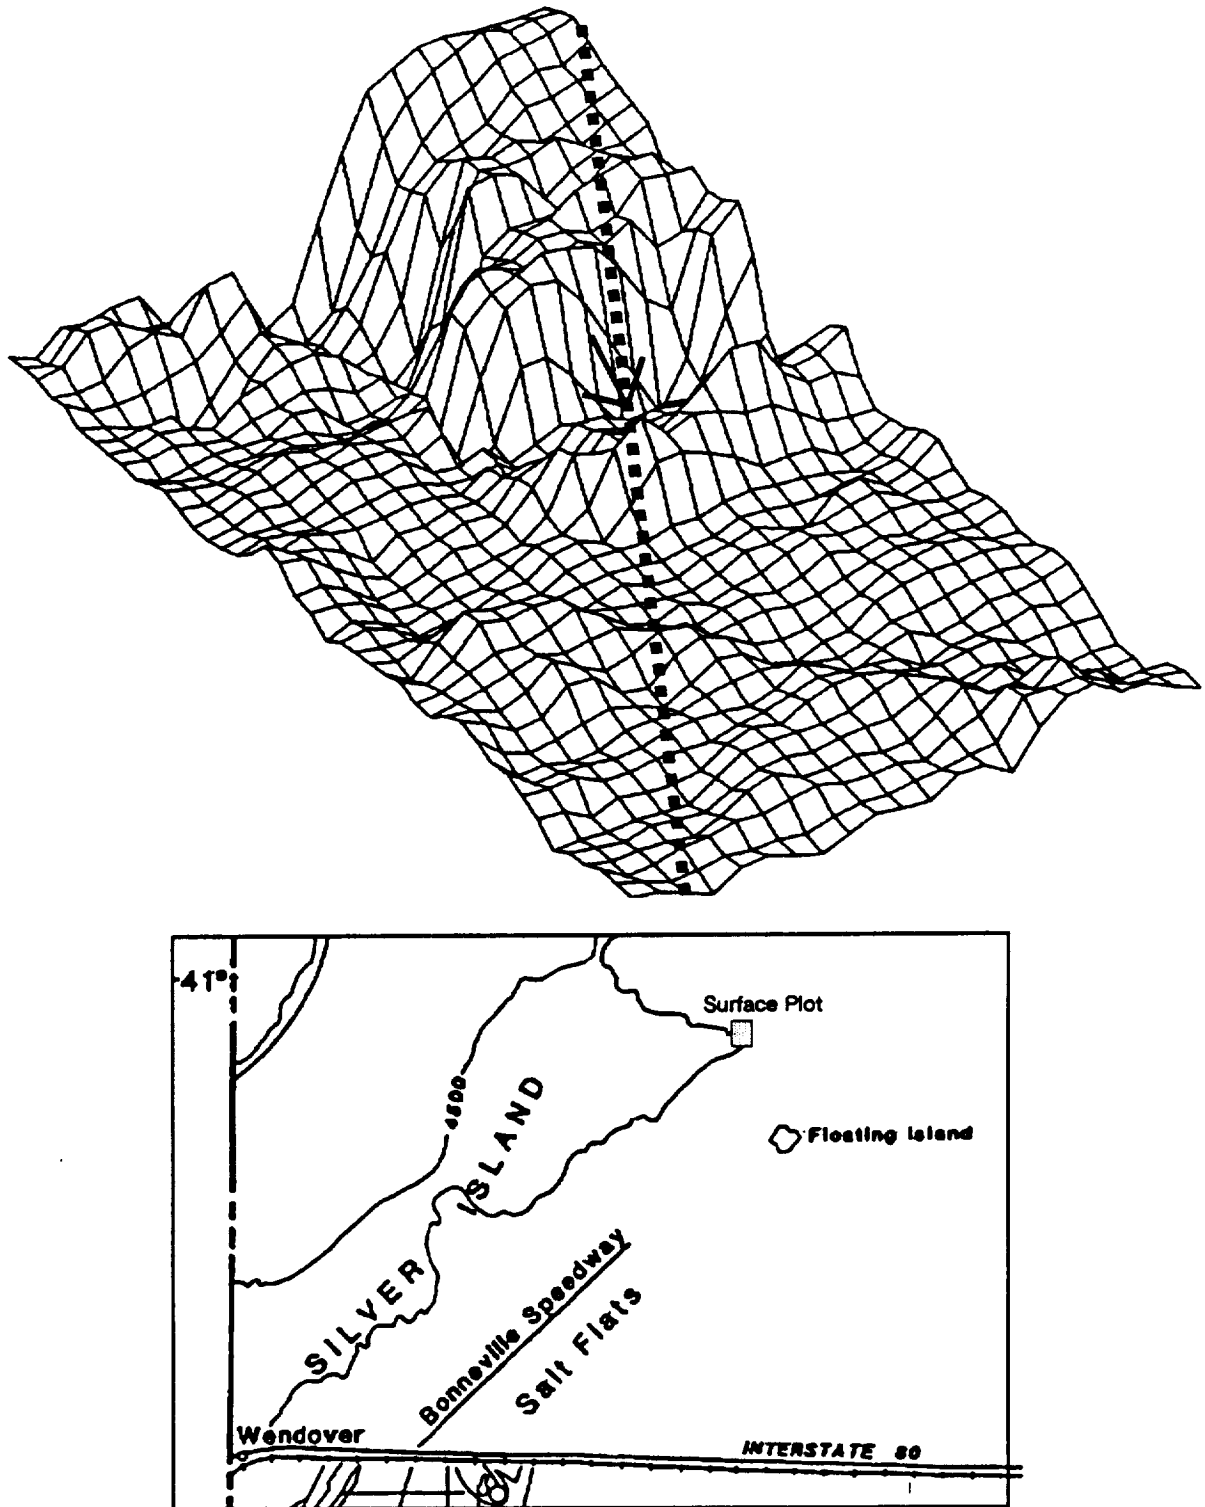 41°
Surface Plot
4500
SILVER ISLAND
Floating Island
Bonneville Speedway
Salt Flats
Wendover
INTERSTATE 80